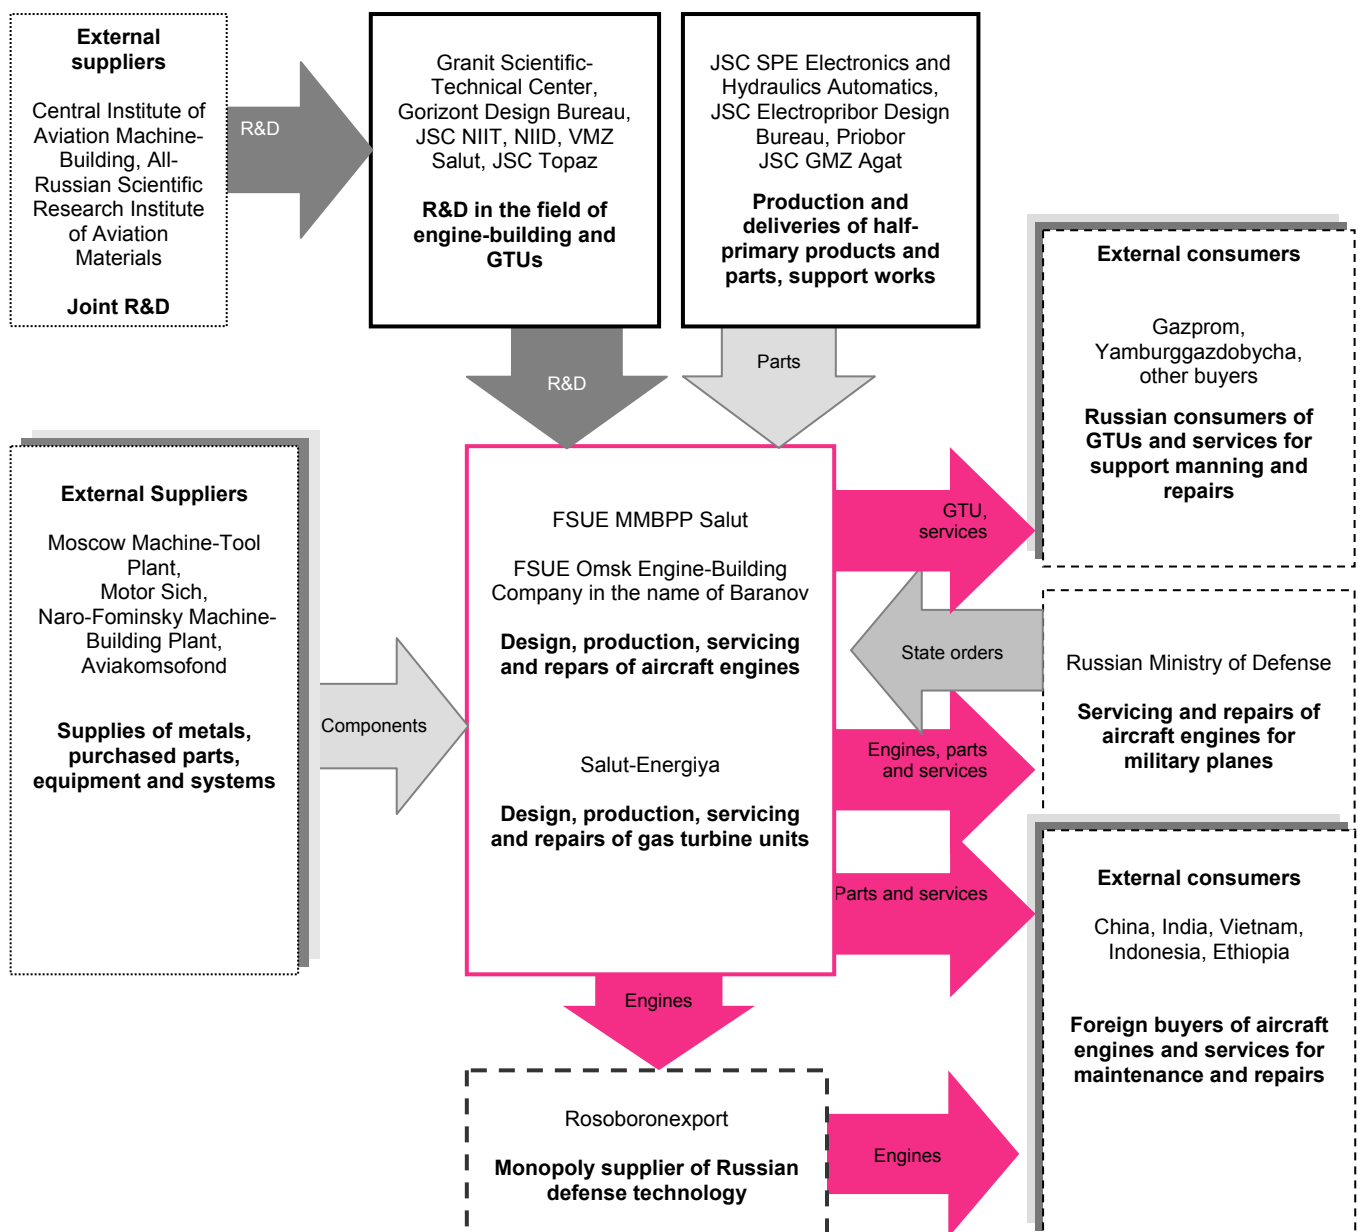 External
suppliers
Central Institute of
Aviation Machine-
Building, All-
Russian Scientific
Research Institute
of Aviation
Materials
Joint R&D
R&D
Granit Scientific-
Technical Center,
Gorizont Design Bureau,
JSC NIIT, NIID, VMZ
Salut, JSC Topaz
R&D in the field of
engine-building and
GTUs
JSC SPE Electronics and
Hydraulics Automatics,
JSC Electropribor Design
Bureau, Priobor
JSC GMZ Agat
Production and
deliveries of half-
primary products and
parts, support works
R&D
Parts
External consumers
Gazprom,
Yamburggazdobycha,
other buyers
Russian consumers of
GTUs and services for
support manning and
repairs
External Suppliers
Moscow Machine-Tool
Plant,
Motor Sich,
Naro-Fominsky Machine-
Building Plant,
Aviakomsofond
Supplies of metals,
purchased parts,
equipment and systems
Components
FSUE MMBPP Salut
FSUE Omsk Engine-Building
Company in the name of Baranov
Design, production, servicing
and repars of aircraft engines
Salut-Energiya
Design, production, servicing
and repairs of gas turbine units
GTU,
services
State orders
Engines, parts
and services
Parts and services
Russian Ministry of Defense
Servicing and repairs of
aircraft engines for
military planes
External consumers
China, India, Vietnam,
Indonesia, Ethiopia
Foreign buyers of aircraft
engines and services for
maintenance and repairs
Engines
Rosoboronexport
Monopoly supplier of Russian
defense technology
Engines